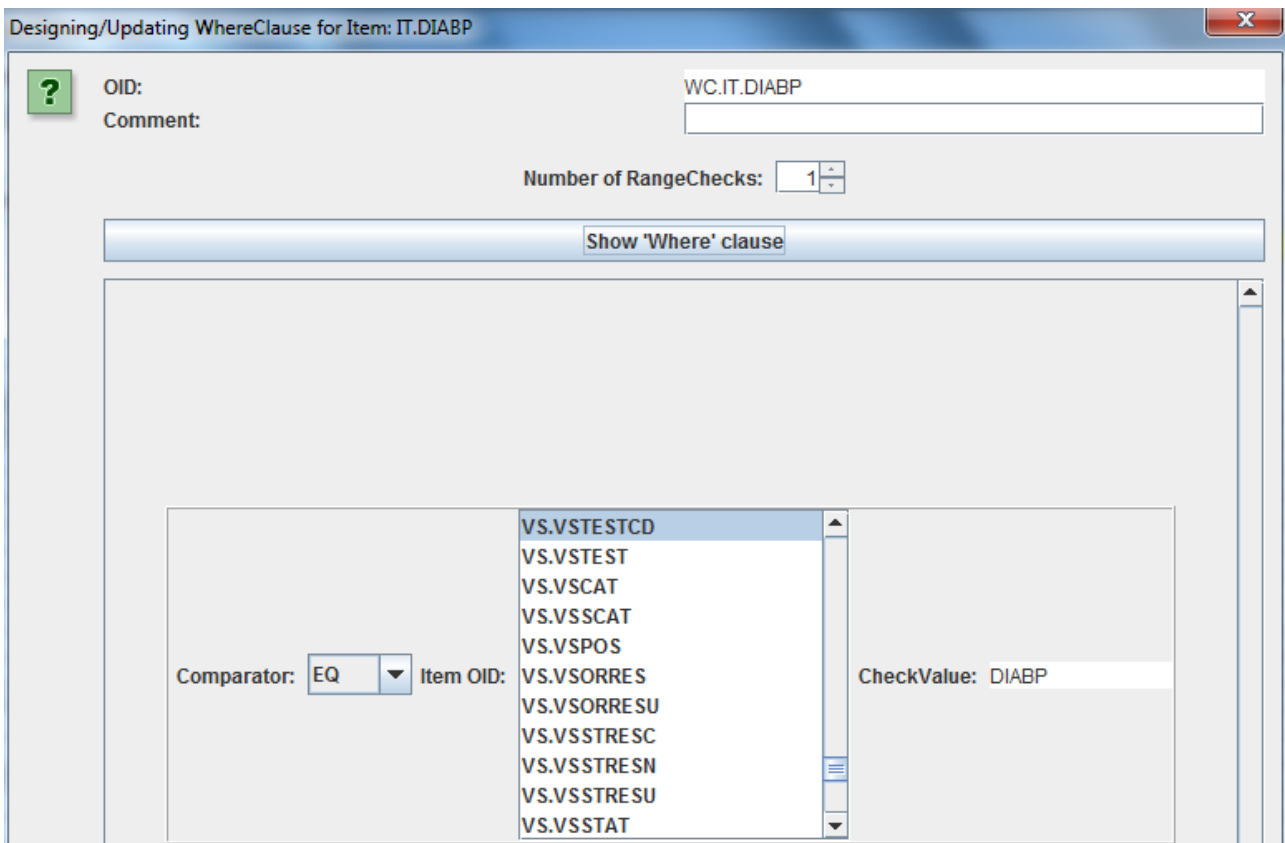 Designing/Updating WhereClause for Item: IT.DIABP
x
?
OID: WC.IT.DIABP
Comment:
Number of RangeChecks: 1
Show 'Where' clause
VS.VSTESTCD
VS.VSTEST
VS.VSCAT
VS.VSSCAT
VS.VSPOS
Comparator: EQ Item OID: VS.VSORRES CheckValue: DIABP
VS.VSORRESU
VS.VSSTRESC
VS.VSSTRESN
VS.VSSTRESU
VS.VSSTAT